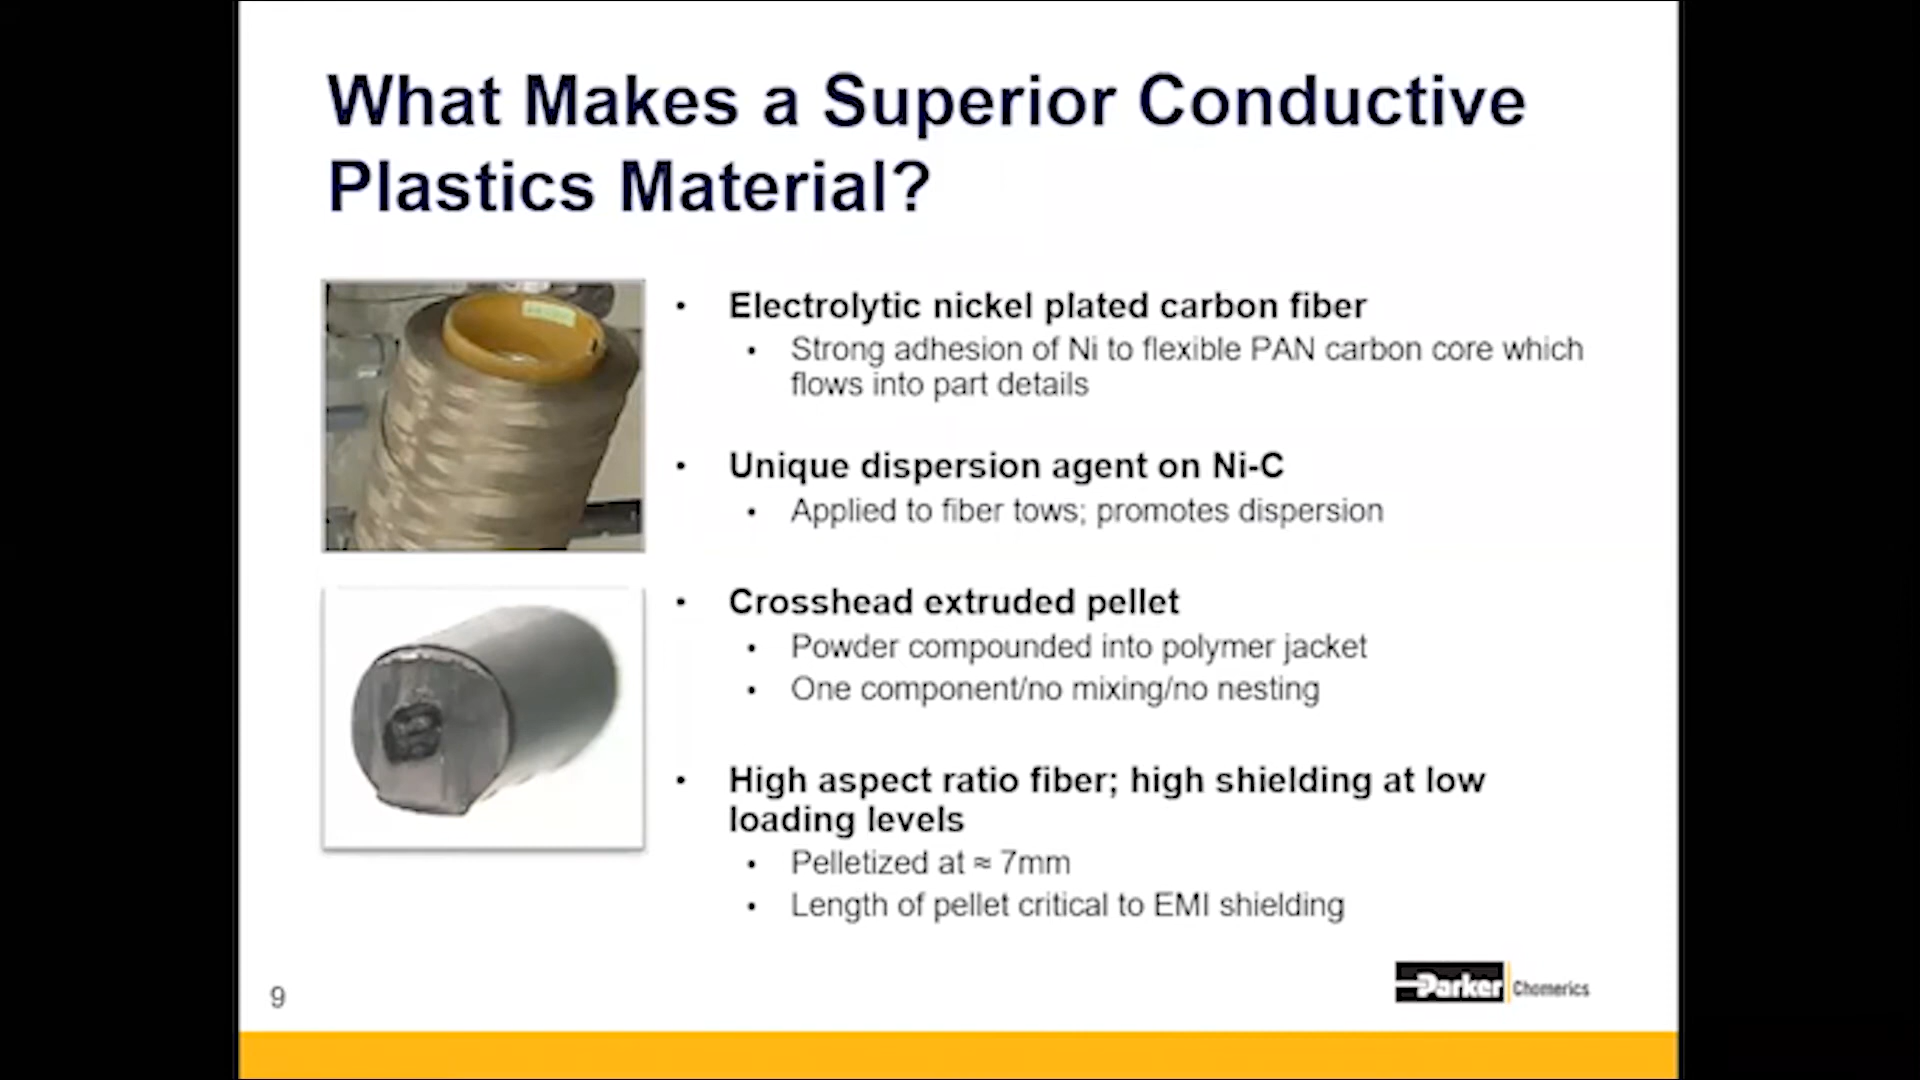 What Makes a Superior Conductive
Plastics Material?
• Electrolytic nickel plated carbon fiber
• Strong adhesion of Ni to flexible PAN carbon core which
flows into part details
• Unique dispersion agent on Ni-C
• Applied to fiber tows; promotes dispersion
• Crosshead extruded pellet
• Powder compounded into polymer jacket
• One component/no mixing/no nesting
• High aspect ratio fiber; high shielding at low
loading levels
• Pelletized at ≈ 7mm
• Length of pellet critical to EMI shielding
9
Parker Chomerics